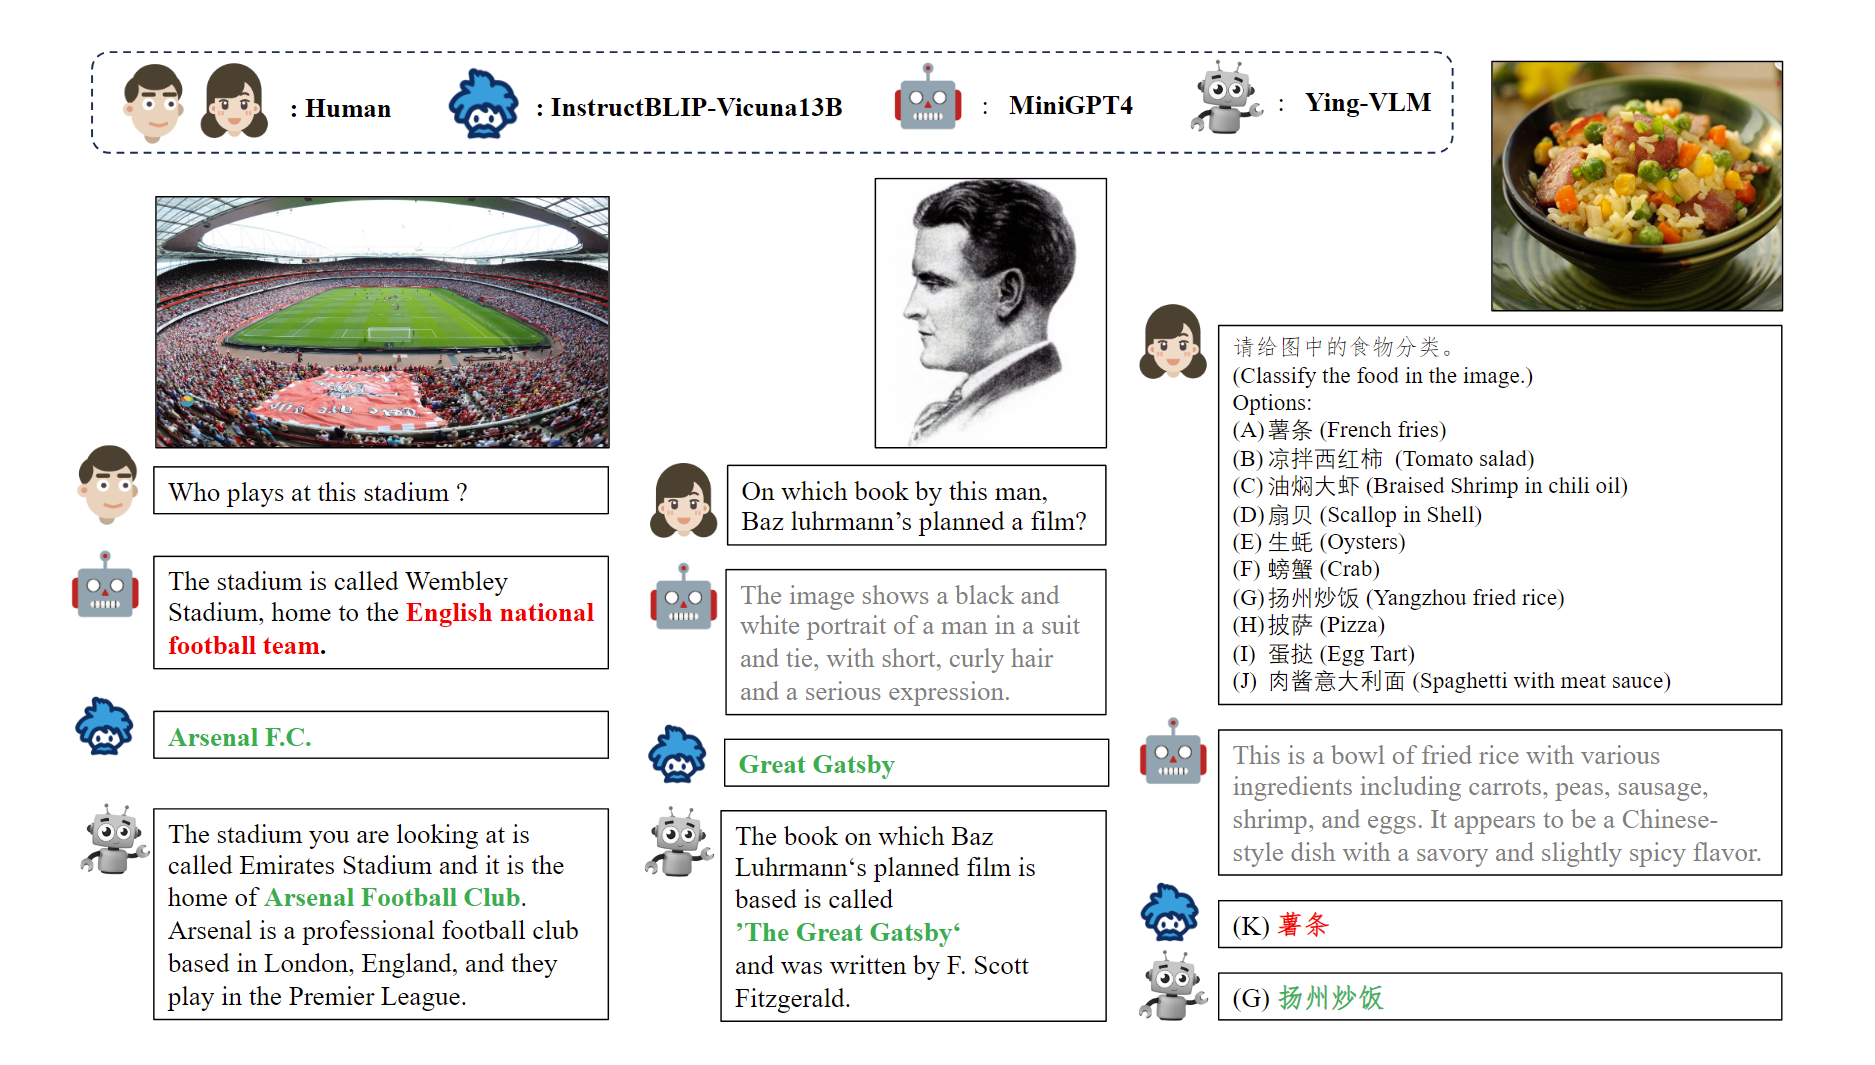 : Human
: InstructBLIP-Vicuna13B
: MiniGPT4
: Ying-VLM
Who plays at this stadium ?
The stadium is called Wembley
Stadium, home to the English national
football team.
Arsenal F.C.
The stadium you are looking at is
called Emirates Stadium and it is the
home of Arsenal Football Club.
Arsenal is a professional football club
based in London, England, and they
play in the Premier League.
On which book by this man,
Baz luhrmann’s planned a film?
The image shows a black and
white portrait of a man in a suit
and tie, with short, curly hair
and a serious expression.
Great Gatsby
The book on which Baz
Luhrmann‘s planned film is
based is called
’The Great Gatsby‘
and was written by F. Scott
Fitzgerald.
请给图中的食物分类。
(Classify the food in the image.)
Options:
(A) 薯条 (French fries)
(B) 凉拌西红柿 (Tomato salad)
(C) 油焖大虾 (Braised Shrimp in chili oil)
(D) 扇贝 (Scallop in Shell)
(E) 生蚝 (Oysters)
(F) 螃蟹 (Crab)
(G) 扬州炒饭 (Yangzhou fried rice)
(H) 披萨 (Pizza)
(I) 蛋挞 (Egg Tart)
(J) 肉酱意大利面 (Spaghetti with meat sauce)
This is a bowl of fried rice with various
ingredients including carrots, peas, sausage,
shrimp, and eggs. It appears to be a Chinese-
style dish with a savory and slightly spicy flavor.
(K) 薯条
(G) 扬州炒饭